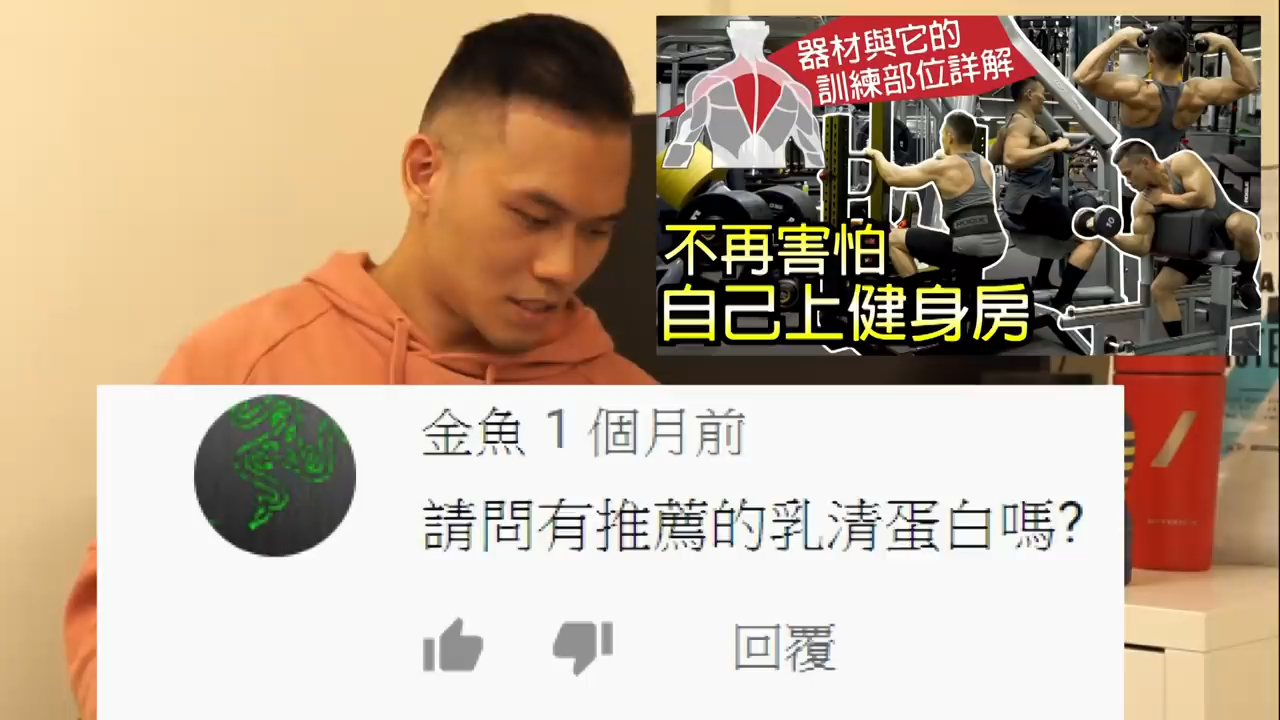 器材與它的
訓練部位詳解
不再害怕
自己上健身房
金魚 1 個月前
請問有推薦的乳清蛋白嗎?
回覆